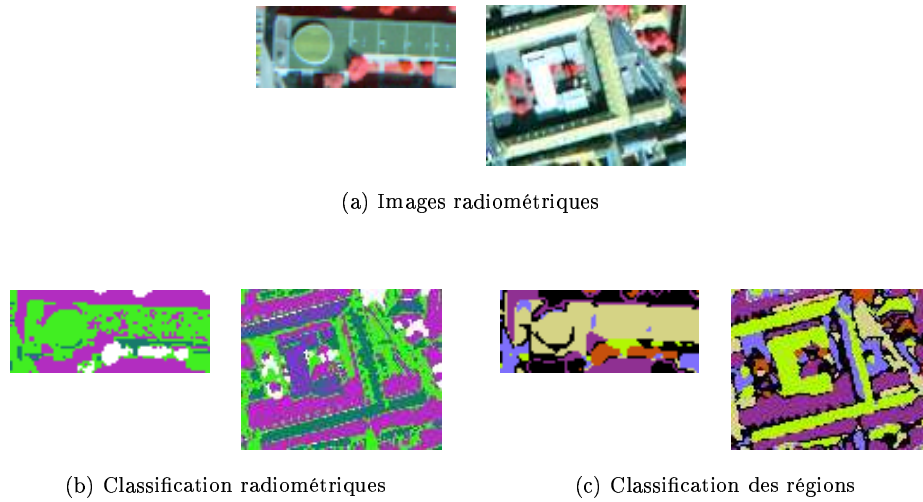 (a) Images radiométriques
(b) Classification radiométriques
(c) Classification des régions